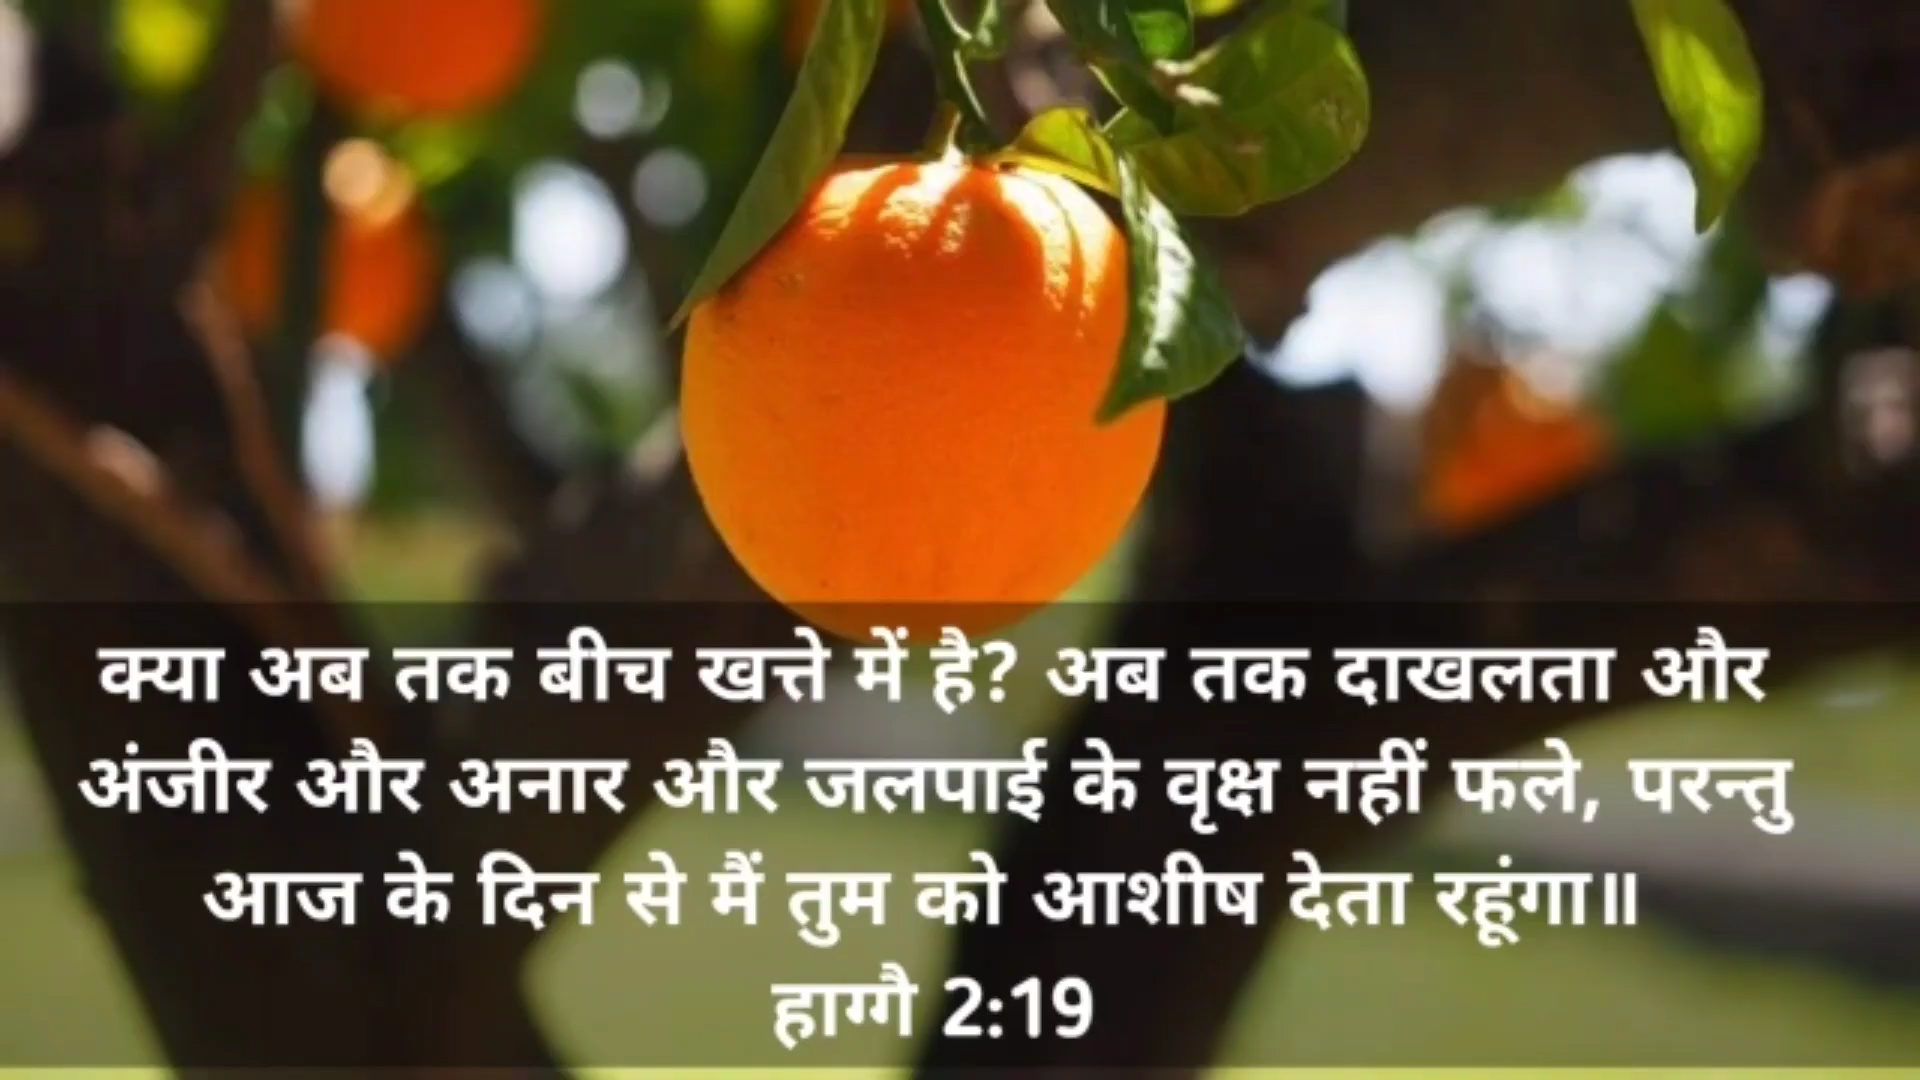 क्या अब तक बीच खत्ते में है? अब तक दाखलता और
अंजीर और अनार और जलपाई के वृक्ष नहीं फले, परन्तु
आज के दिन से मैं तुम को आशीष देता रहूंगा॥
हाग्गै 2:19